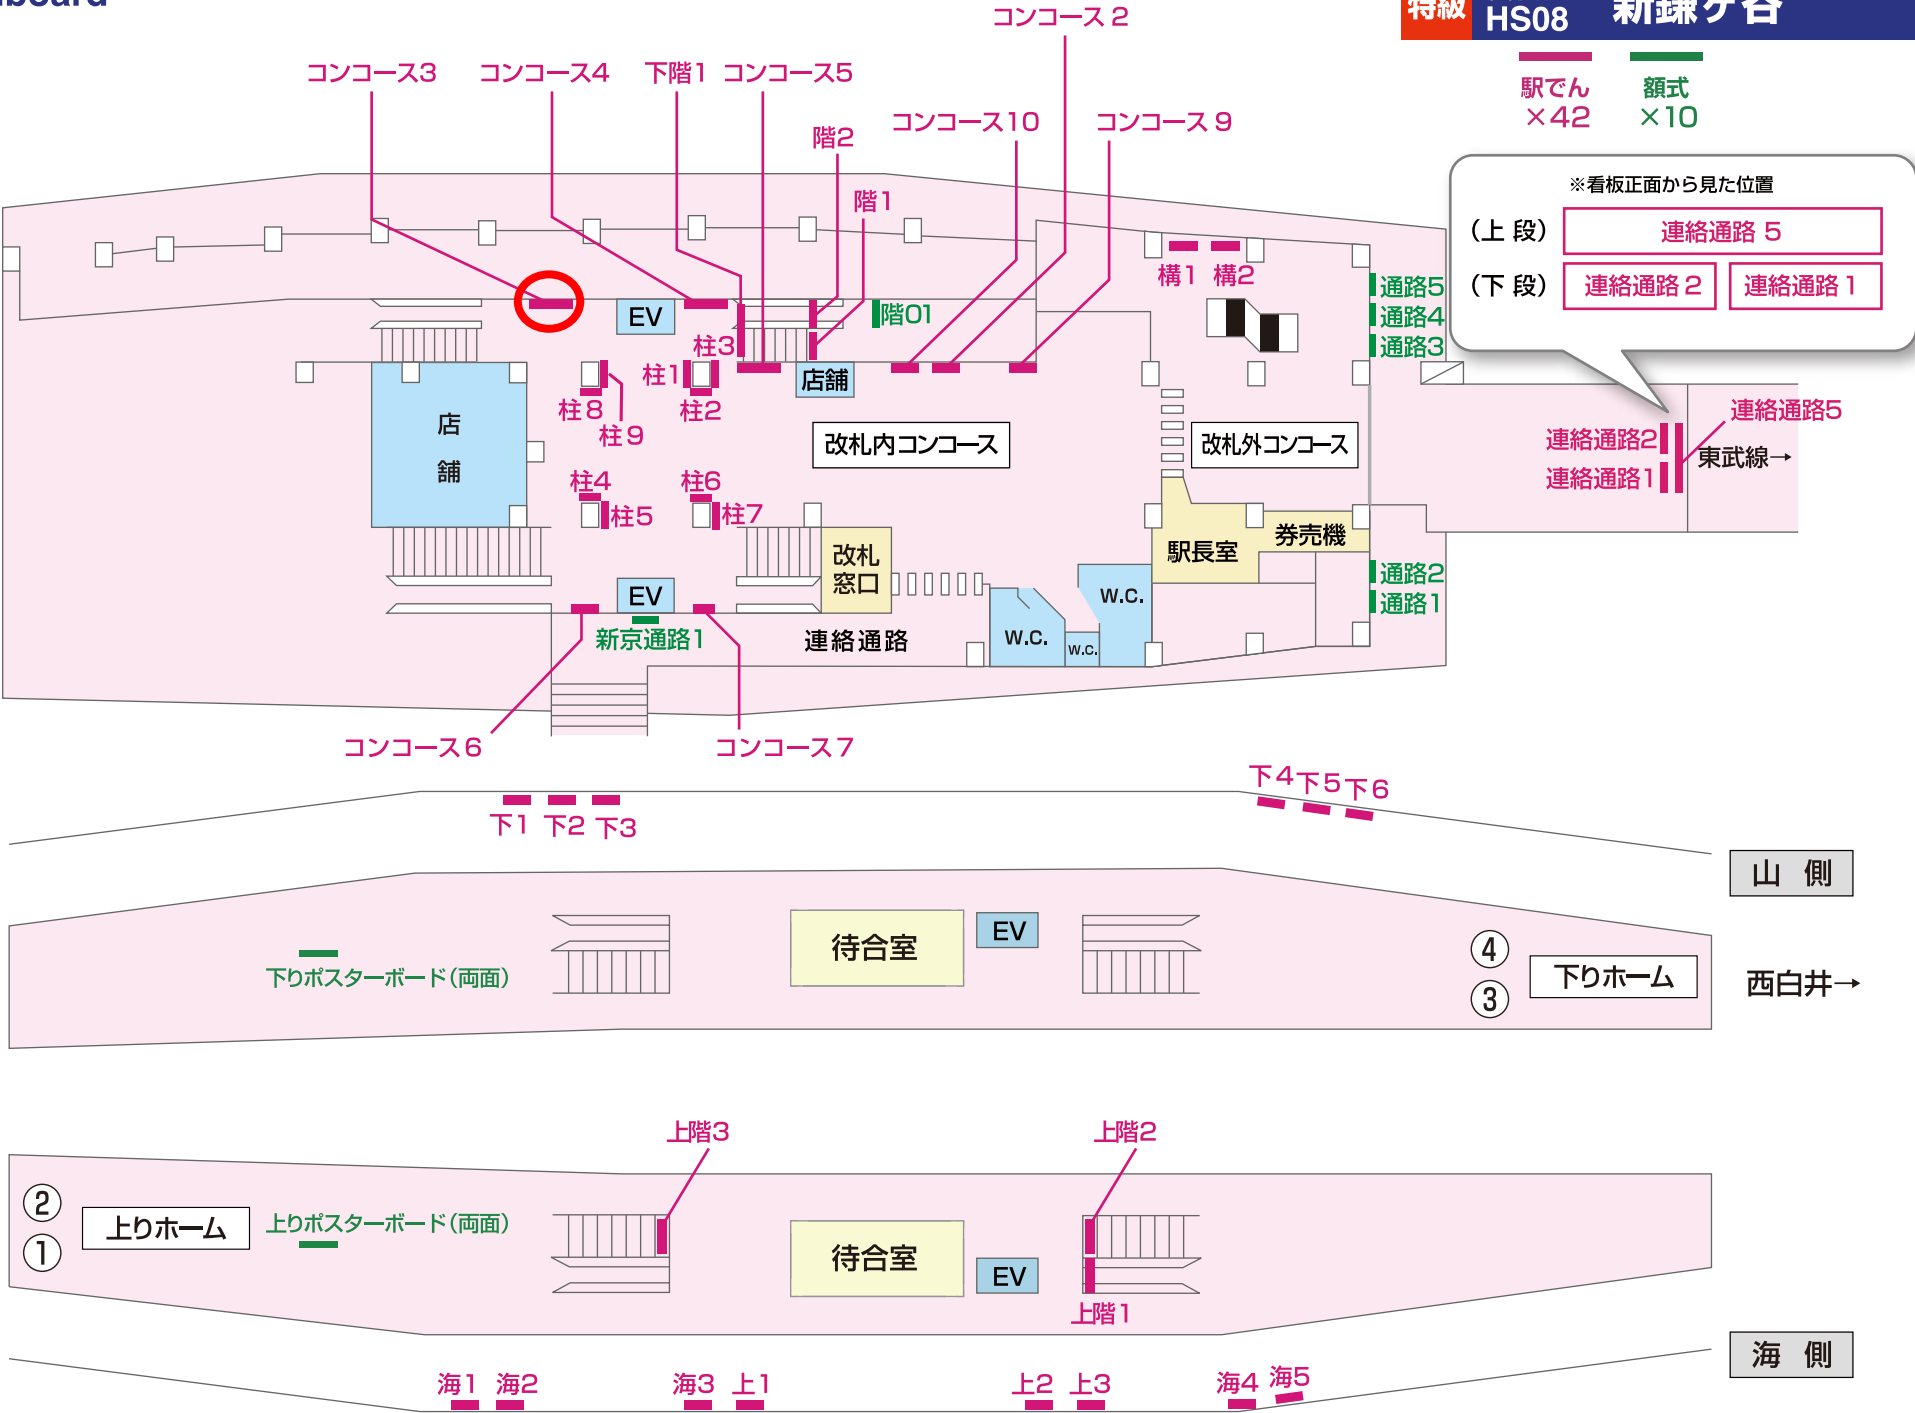 board
特級 HS08 新鎌ヶ谷
駅でん
×42
額式
×10
コンコース2
コンコース3
コンコース4
下階1
コンコース5
コンコース10
コンコース9
階2
階1
※看板正面から見た位置
(上 段)
連絡通路 5
(下 段)
連絡通路 2
連絡通路 1
構1
構2
通路5
通路4
通路3
EV
階01
柱3
柱1
店舗
柱8
柱2
柱9
店
舗
改札内コンコース
改札外コンコース
連絡通路5
連絡通路2
連絡通路1
東武線→
柱4
柱5
柱6
柱7
改札
窓口
駅長室
券売機
EV
新京通路1
連絡通路
W.C.
W.C.
W.C.
通路2
通路1
コンコース6
コンコース7
下1
下2
下3
下4
下5
下6
山 側
待合室
EV
下りポスターボード(両面)
④
③
下りホーム
西白井→
上階3
上階2
②
①
上りホーム
上りポスターボード(両面)
待合室
EV
上階1
海 側
海1
海2
海3
上1
上2
上3
海4
海5